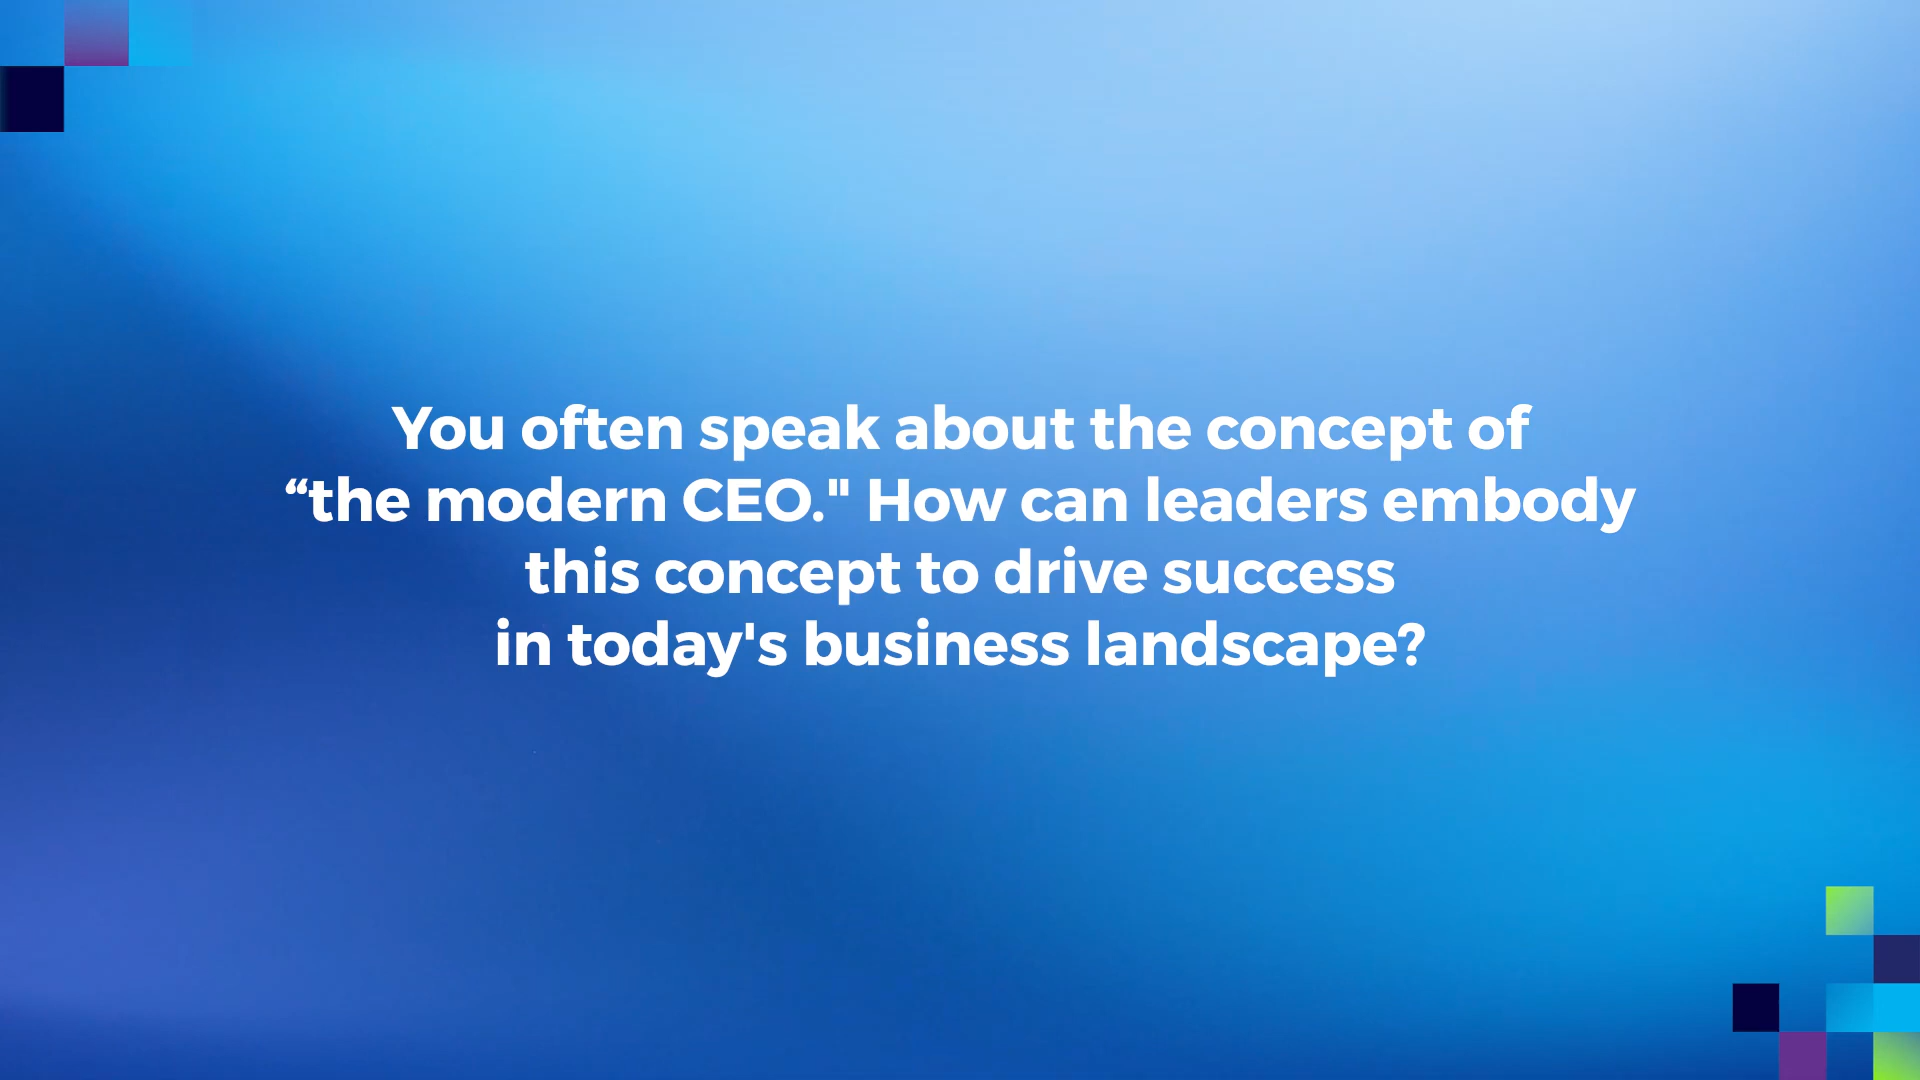 You often speak about the concept of
“the modern CEO." How can leaders embody
this concept to drive success
in today's business landscape?